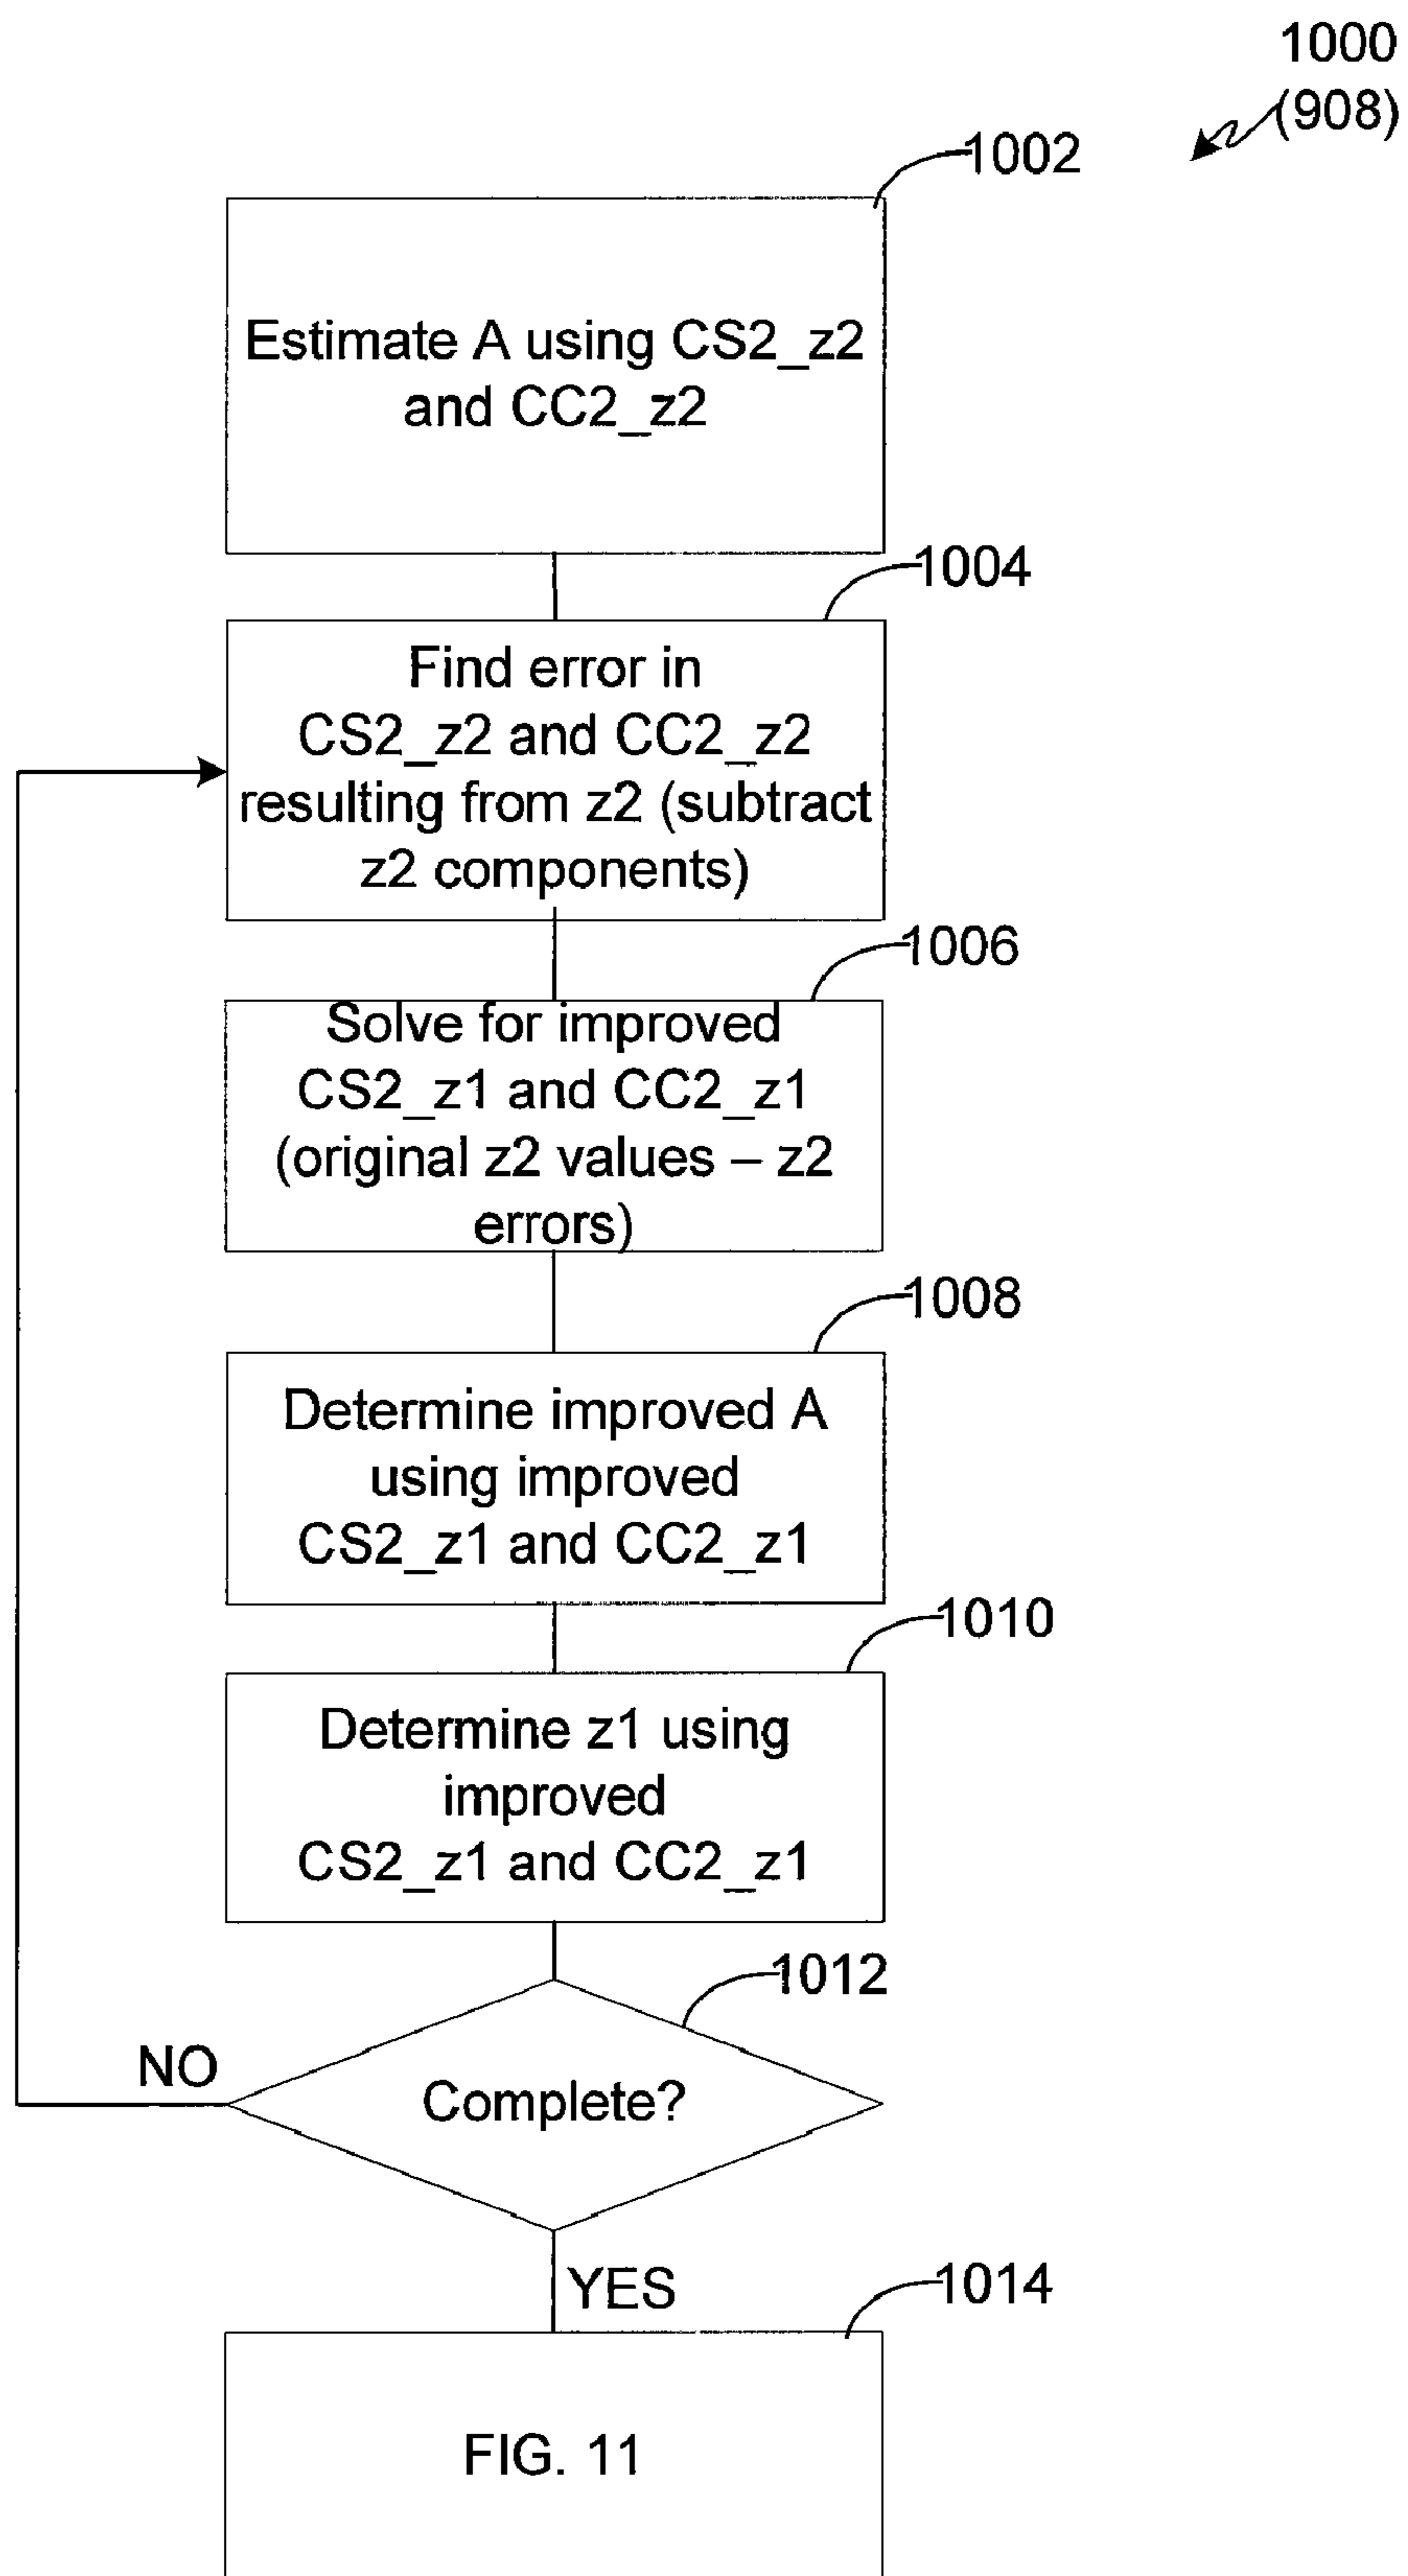 1000
(908)
1002
Estimate A using CS2_z2
and CC2_z2
1004
Find error in
CS2_z2 and CC2_z2
resulting from z2 (subtract
z2 components)
1006
Solve for improved
CS2_z1 and CC2_z1
(original z2 values – z2
errors)
1008
Determine improved A
using improved
CS2_z1 and CC2_z1
1010
Determine z1 using
improved
CS2_z1 and CC2_z1
1012
NO
Complete?
YES
1014
FIG. 11